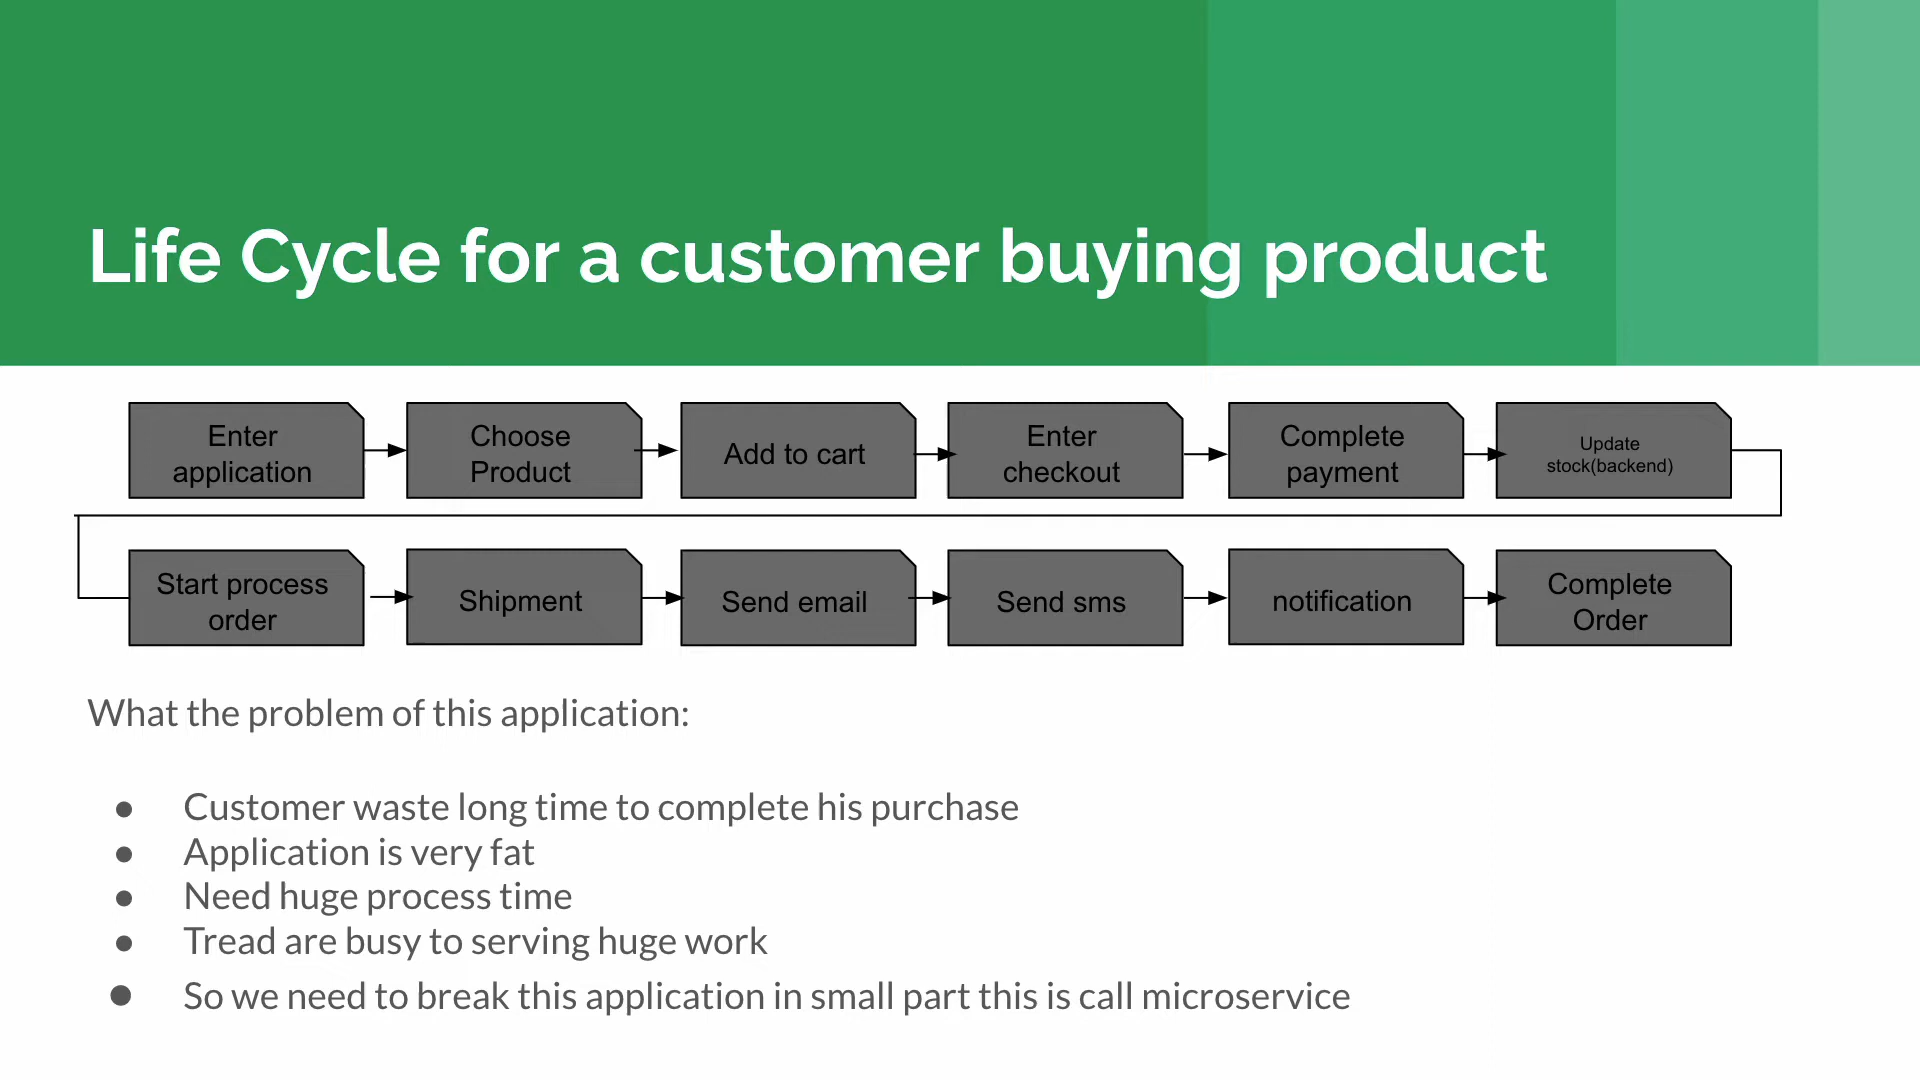 Life Cycle for a customer buying product
Enter
application
Choose
Product
Add to cart
Enter
checkout
Complete
payment
Update
stock(backend)
Start process
order
Shipment
Send email
Send sms
notification
Complete
Order
What the problem of this application:
● Customer waste long time to complete his purchase
● Application is very fat
● Need huge process time
● Tread are busy to serving huge work
● So we need to break this application in small part this is call microservice